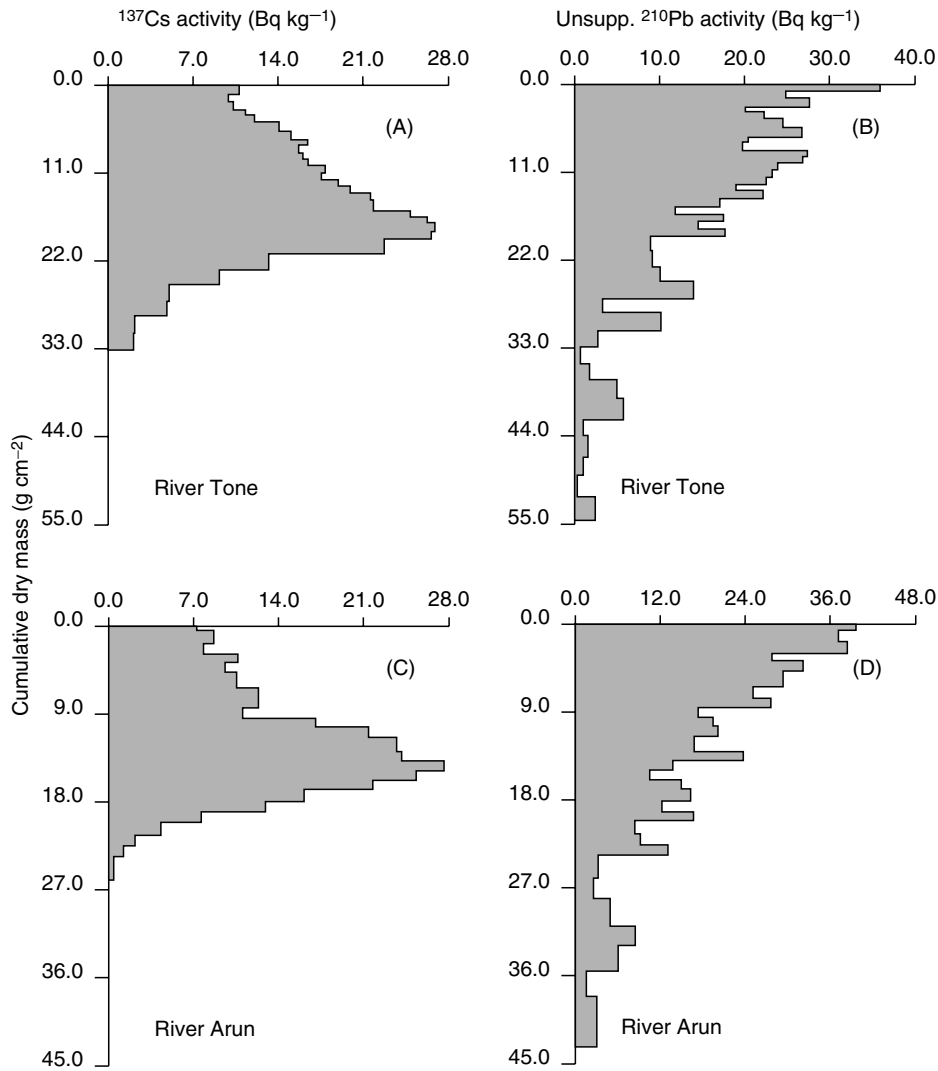 ¹³⁷Cs activity (Bq kg⁻¹)
Unsupp. ²¹⁰Pb activity (Bq kg⁻¹)
0.0 7.0 14.0 21.0 28.0
0.0
11.0
22.0
33.0
44.0
55.0
(A)
River Tone
0.0 10.0 20.0 30.0 40.0
0.0
11.0
22.0
33.0
44.0
55.0
(B)
River Tone
Cumulative dry mass (g cm⁻²)
0.0 7.0 14.0 21.0 28.0
0.0
9.0
18.0
27.0
36.0
45.0
(C)
River Arun
0.0 12.0 24.0 36.0 48.0
0.0
9.0
18.0
27.0
36.0
45.0
(D)
River Arun